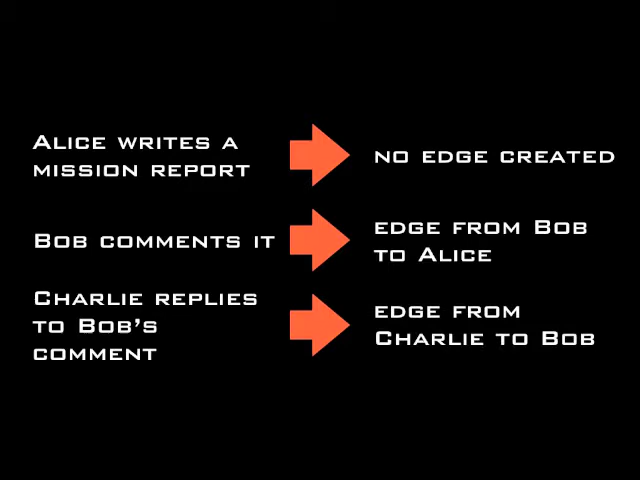 Alice writes a
mission report
no edge created
Bob comments it
edge from Bob
to Alice
Charlie replies
to Bob's
comment
edge from
Charlie to Bob